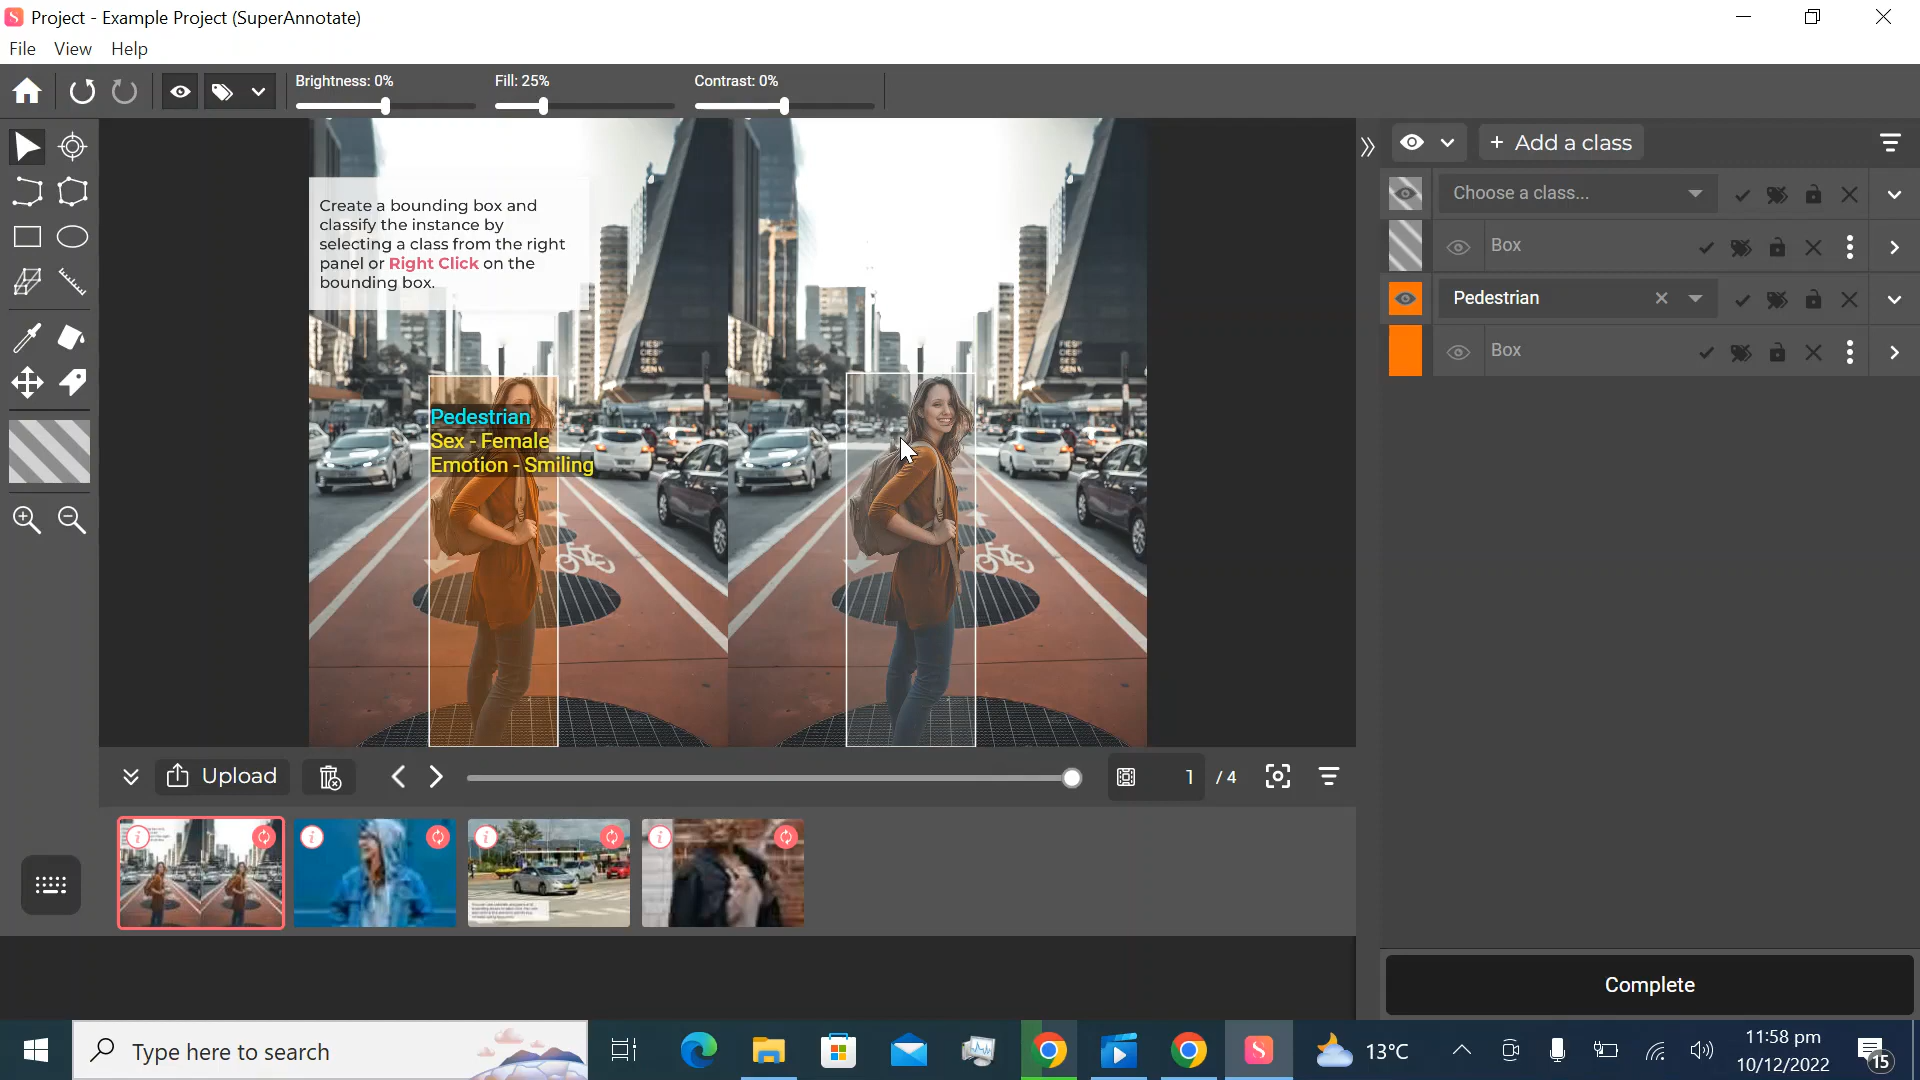 Project - Example Project (SuperAnnotate)
File View Help
Brightness: 0% Fill: 25% Contrast: 0%
+ Add a class
Choose a class...
Box
Pedestrian
Box
Create a bounding box and
classify the instance by
selecting a class from the right
panel or Right Click on the
bounding box.
Pedestrian
Sex - Female
Emotion - Smiling
Upload
1 / 4
Complete
Type here to search
13°C
11:58 pm
10/12/2022
15